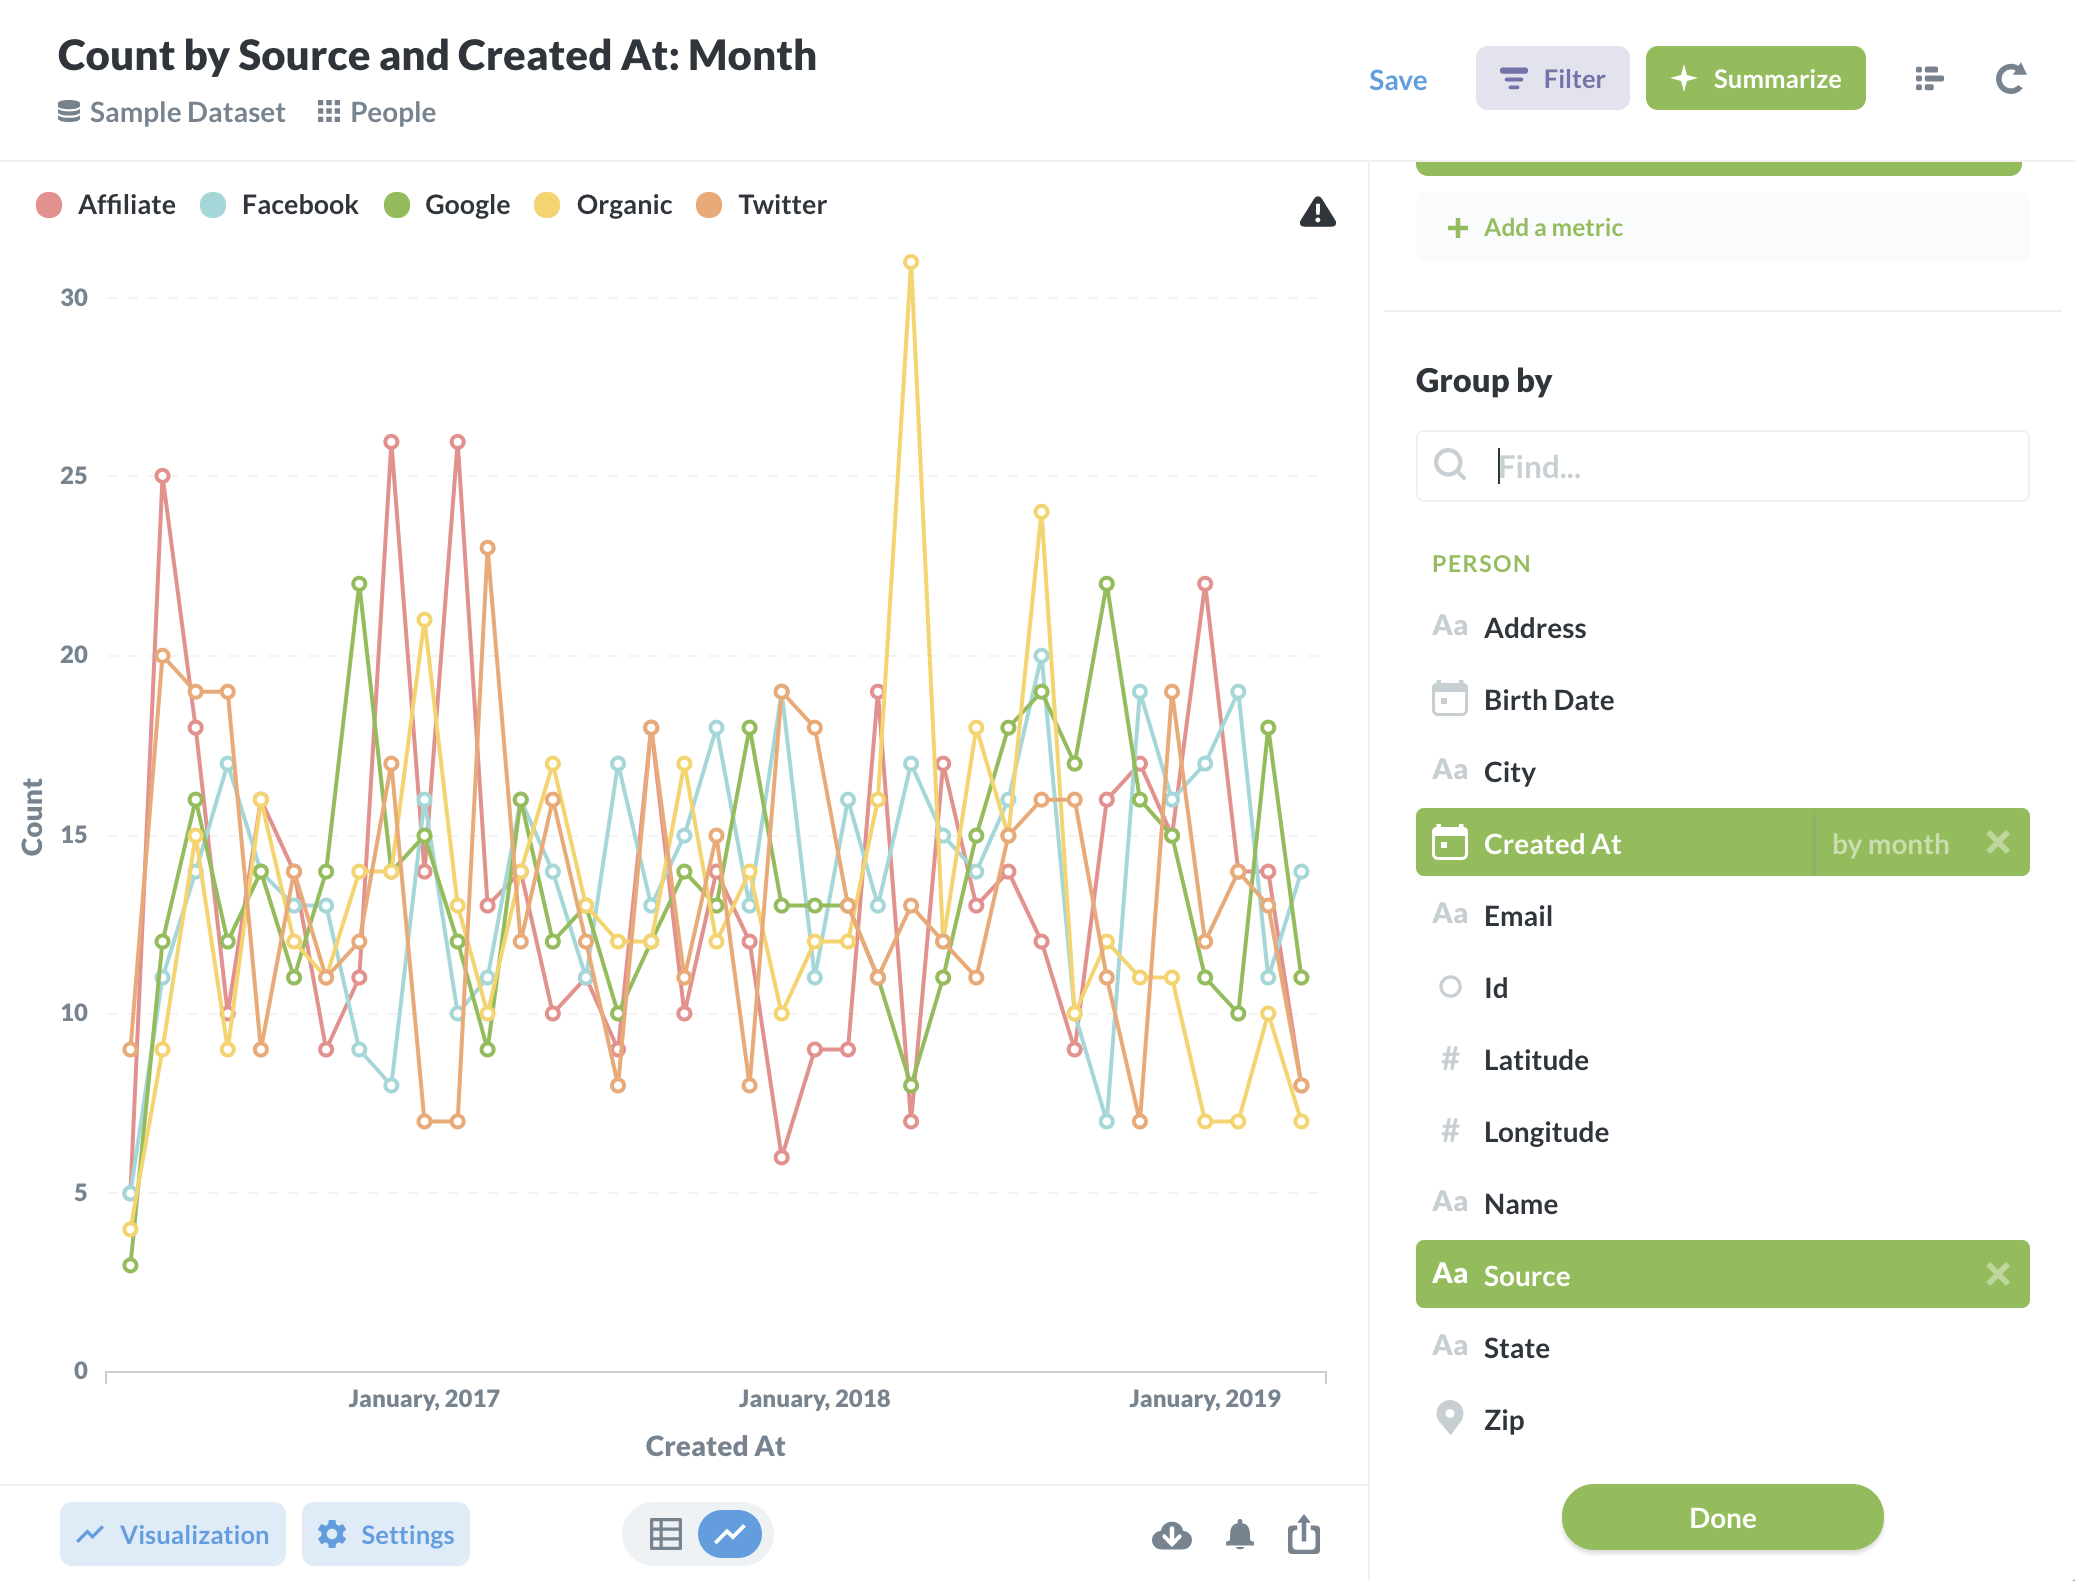 Count by Source and Created At: Month
Sample Dataset People
Save Filter Summarize
Affiliate Facebook Google Organic Twitter
30
25
20
15
10
5
0
Count
January, 2017 January, 2018 January, 2019
Created At
Visualization Settings
+ Add a metric
Group by
Find...
PERSON
Aa Address
Birth Date
Aa City
Created At by month
Aa Email
Id
# Latitude
# Longitude
Aa Name
Aa Source
Aa State
Zip
Done